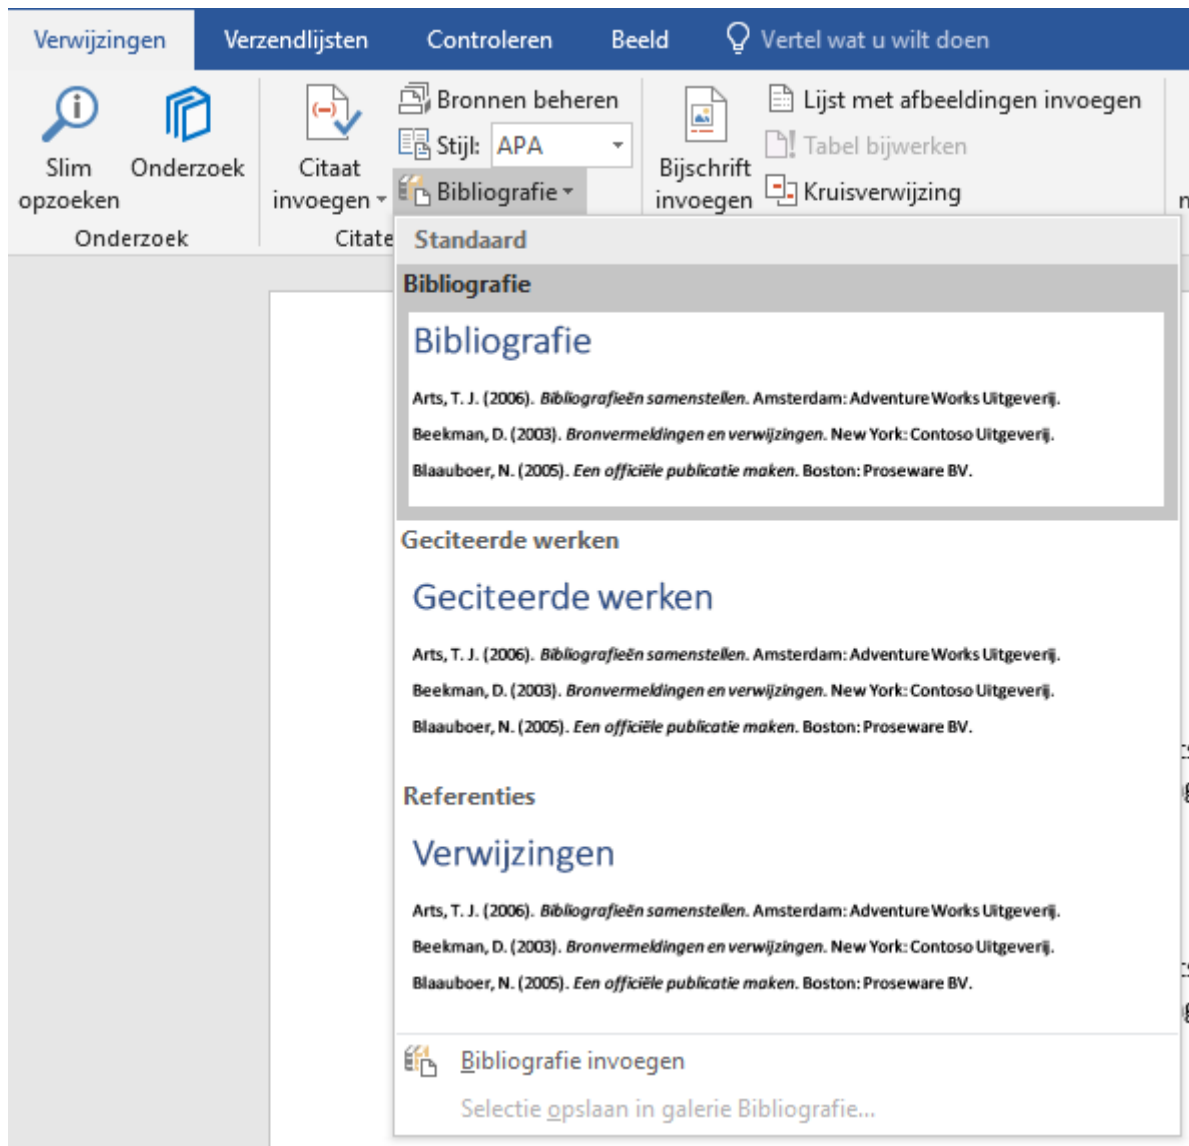 Verwijzingen Verzendlijsten Controleren Beeld Vertel wat u wilt doen
Slim opzoeken
Onderzoek
Onderzoek
Citaat invoegen
Bronnen beheren
Stijl: APA
Bibliografie
Citate
Bijschrift invoegen
Lijst met afbeeldingen invoegen
Tabel bijwerken
Kruisverwijzing
Standaard
Bibliografie
Bibliografie
Arts, T. J. (2006). Bibliografieën samenstellen. Amsterdam: Adventure Works Uitgeverij.
Beekman, D. (2003). Bronvermeldingen en verwijzingen. New York: Contoso Uitgeverij.
Blaauboer, N. (2005). Een officiële publicatie maken. Boston: Proseware BV.
Geciteerde werken
Geciteerde werken
Arts, T. J. (2006). Bibliografieën samenstellen. Amsterdam: Adventure Works Uitgeverij.
Beekman, D. (2003). Bronvermeldingen en verwijzingen. New York: Contoso Uitgeverij.
Blaauboer, N. (2005). Een officiële publicatie maken. Boston: Proseware BV.
Referenties
Verwijzingen
Arts, T. J. (2006). Bibliografieën samenstellen. Amsterdam: Adventure Works Uitgeverij.
Beekman, D. (2003). Bronvermeldingen en verwijzingen. New York: Contoso Uitgeverij.
Blaauboer, N. (2005). Een officiële publicatie maken. Boston: Proseware BV.
Bibliografie invoegen
Selectie opslaan in galerie Bibliografie...